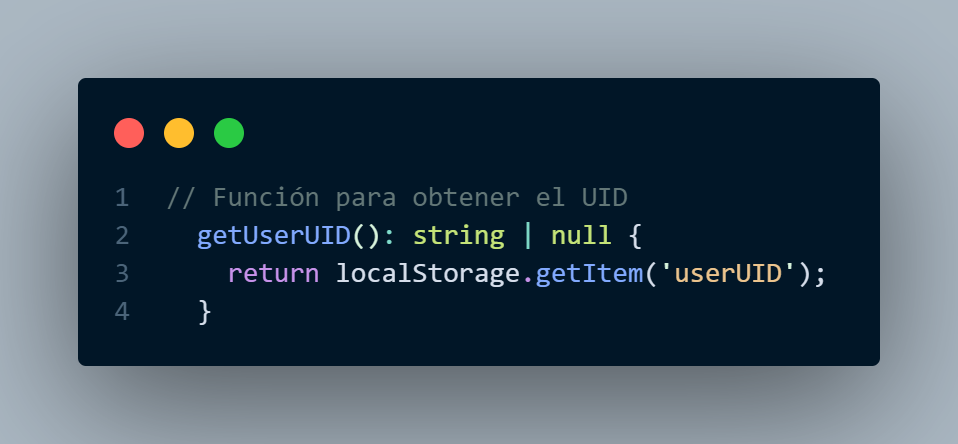 1  // Función para obtener el UID
2    getUserUID(): string | null {
3      return localStorage.getItem('userUID');
4    }